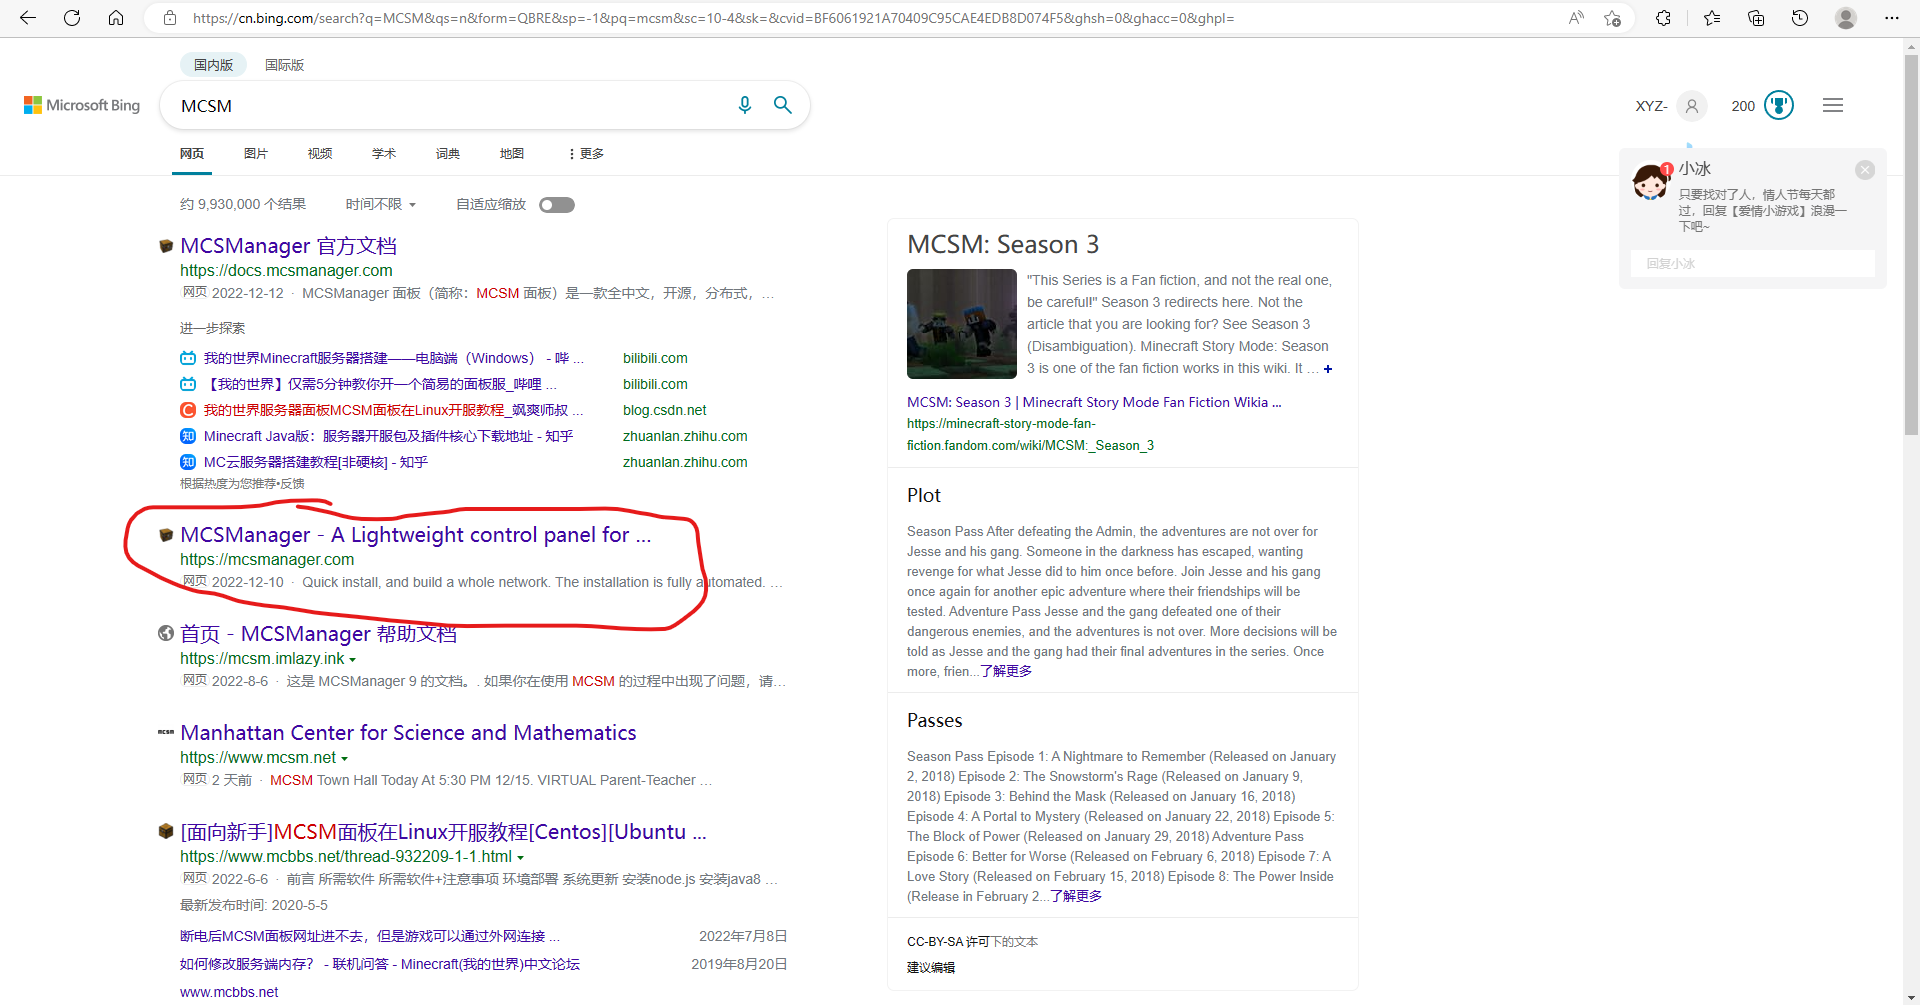 https://cn.bing.com/search?q=MCSM&qs=n&form=QBRE&sp=-1&pq=mcsm&sc=10-4&sk=&cvid=BF6061921A70409C95CAE4EDB8D074F5&ghsh=0&ghacc=0&ghpl=
国内版 国际版
Microsoft Bing
MCSM
XYZ-
200
网页 图片 视频 学术 词典 地图 更多
1
小冰
只要找对了人，情人节每天都
过，回复【爱情小游戏】浪漫一
下吧~
回复小冰
约 9,930,000 个结果 时间不限 自适应缩放
MCSManager 官方文档
https://docs.mcsmanager.com
网页 2022-12-12 · MCSManager 面板（简称：MCSM 面板）是一款全中文，开源，分布式，…
进一步探索
我的世界Minecraft服务器搭建——电脑端（Windows） - 哔 ... bilibili.com
【我的世界】仅需5分钟教你开一个简易的面板服_哔哩 ... bilibili.com
我的世界服务器面板MCSM面板在Linux开服教程_飒爽师叔 ... blog.csdn.net
Minecraft Java版：服务器开服包及插件核心下载地址 - 知乎 zhuanlan.zhihu.com
MC云服务器搭建教程[非硬核] - 知乎 zhuanlan.zhihu.com
根据热度为您推荐•反馈
MCSManager - A Lightweight control panel for ...
https://mcsmanager.com
网页 2022-12-10 · Quick install, and build a whole network. The installation is fully automated. …
首页 - MCSManager 帮助文档
https://mcsm.imlazy.ink
网页 2022-8-6 · 这是 MCSManager 9 的文档。. 如果你在使用 MCSM 的过程中出现了问题，请…
Manhattan Center for Science and Mathematics
https://www.mcsm.net
网页 2 天前 · MCSM Town Hall Today At 5:30 PM 12/15. VIRTUAL Parent-Teacher …
[面向新手]MCSM面板在Linux开服教程[Centos][Ubuntu ...
https://www.mcbbs.net/thread-932209-1-1.html
网页 2022-6-6 · 前言 所需软件 所需软件+注意事项 环境部署 系统更新 安装node.js 安装java8 …
最新发布时间: 2020-5-5
断电后MCSM面板网址进不去，但是游戏可以通过外网连接 ... 2022年7月8日
如何修改服务端内存？ - 联机问答 - Minecraft(我的世界)中文论坛 2019年8月20日
www.mcbbs.net
MCSM: Season 3
"This Series is a Fan fiction, and not the real one,
be careful!" Season 3 redirects here. Not the
article that you are looking for? See Season 3
(Disambiguation). Minecraft Story Mode: Season
3 is one of the fan fiction works in this wiki. It …
MCSM: Season 3 | Minecraft Story Mode Fan Fiction Wikia ...
https://minecraft-story-mode-fan-
fiction.fandom.com/wiki/MCSM:_Season_3
Plot
Season Pass After defeating the Admin, the adventures are not over for
Jesse and his gang. Someone in the darkness has escaped, wanting
revenge for what Jesse did to him once before. Join Jesse and his gang
once again for another epic adventure where their friendships will be
tested. Adventure Pass Jesse and the gang defeated one of their
dangerous enemies, and the adventures is not over. More decisions will be
told as Jesse and the gang had their final adventures in the series. Once
more, frien...了解更多
Passes
Season Pass Episode 1: A Nightmare to Remember (Released on January
2, 2018) Episode 2: The Snowstorm's Rage (Released on January 9,
2018) Episode 3: Behind the Mask (Released on January 16, 2018)
Episode 4: A Portal to Mystery (Released on January 22, 2018) Episode 5:
The Block of Power (Released on January 29, 2018) Adventure Pass
Episode 6: Better for Worse (Released on February 6, 2018) Episode 7: A
Love Story (Released on February 15, 2018) Episode 8: The Power Inside
(Release in February 2...了解更多
CC-BY-SA 许可下的文本
建议编辑